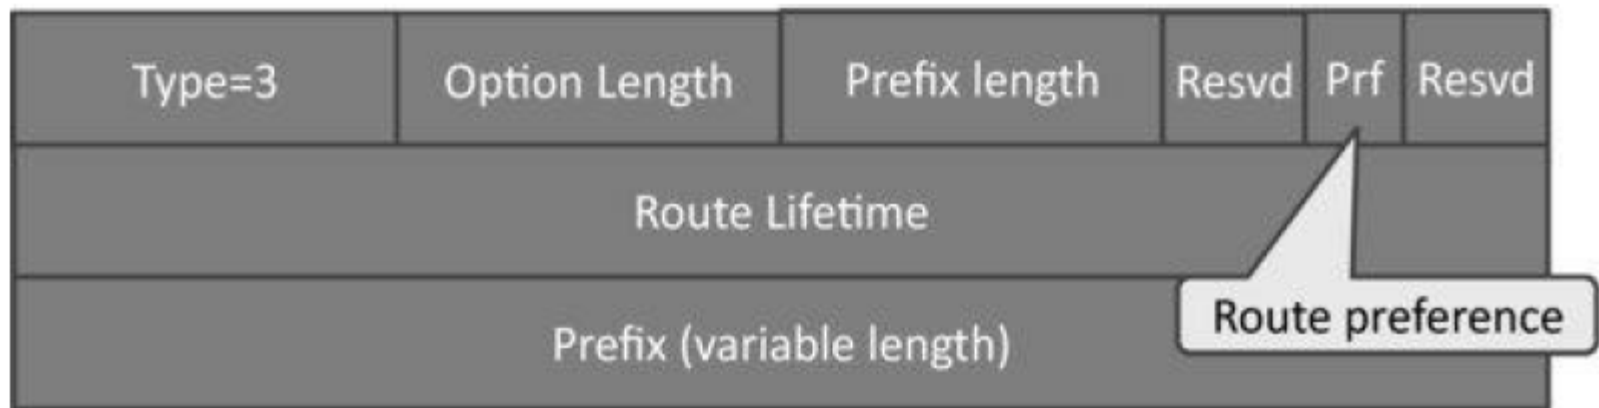 Type=3 Option Length Prefix length Resvd Prf Resvd
Route Lifetime
Route preference
Prefix (variable length)